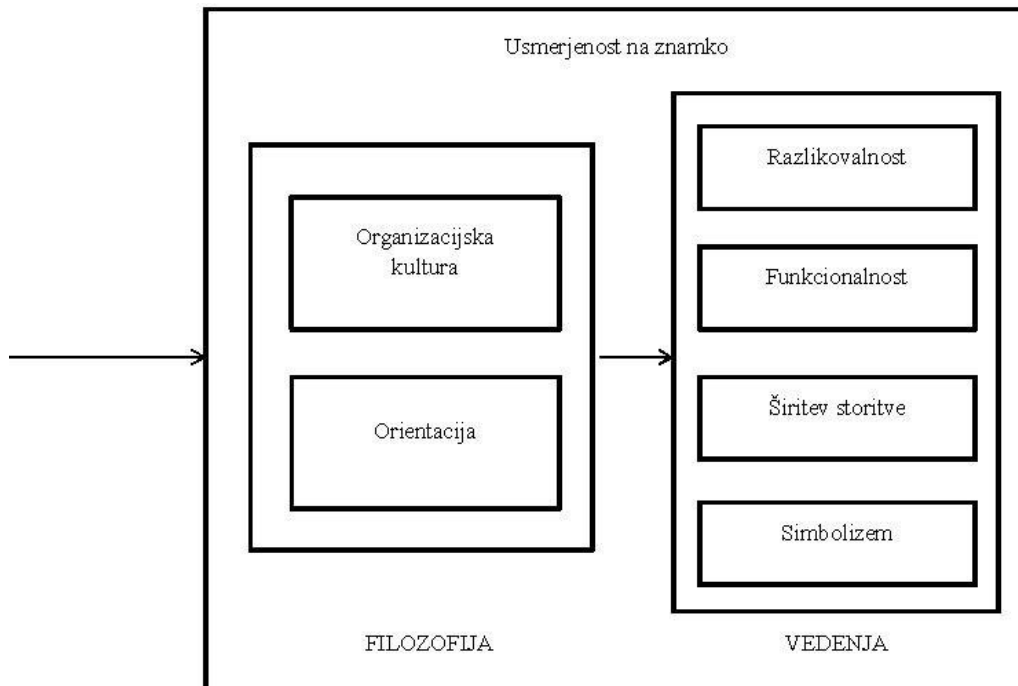 Usmerjenost na znamko
Organizacijska
kultura
Orientacija
FILOZOFIJA
Razlikovalnost
Funkcionalnost
Širitev storitve
Simbolizem
VEDENJA